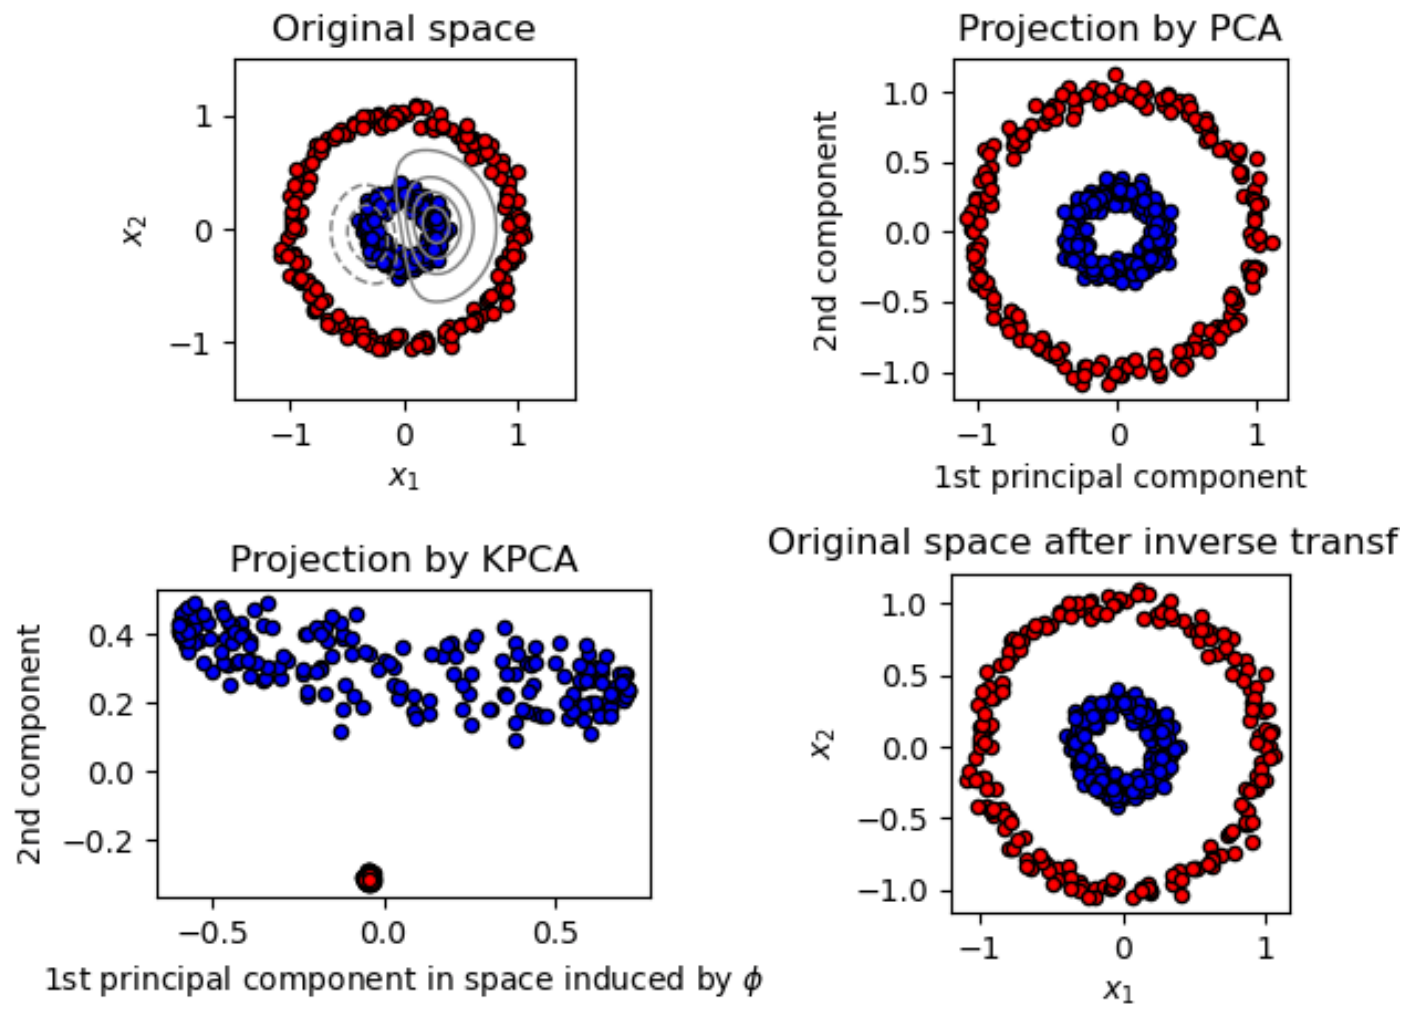 Original space
1
0
−1
x₂
−1 0 1
x₁
Projection by PCA
1.0
0.5
0.0
−0.5
−1.0
2nd component
−1 0 1
1st principal component
Projection by KPCA
0.4
0.2
0.0
−0.2
2nd component
−0.5 0.0 0.5
1st principal component in space induced by ϕ
Original space after inverse transf
1.0
0.5
0.0
−0.5
−1.0
x₂
−1 0 1
x₁